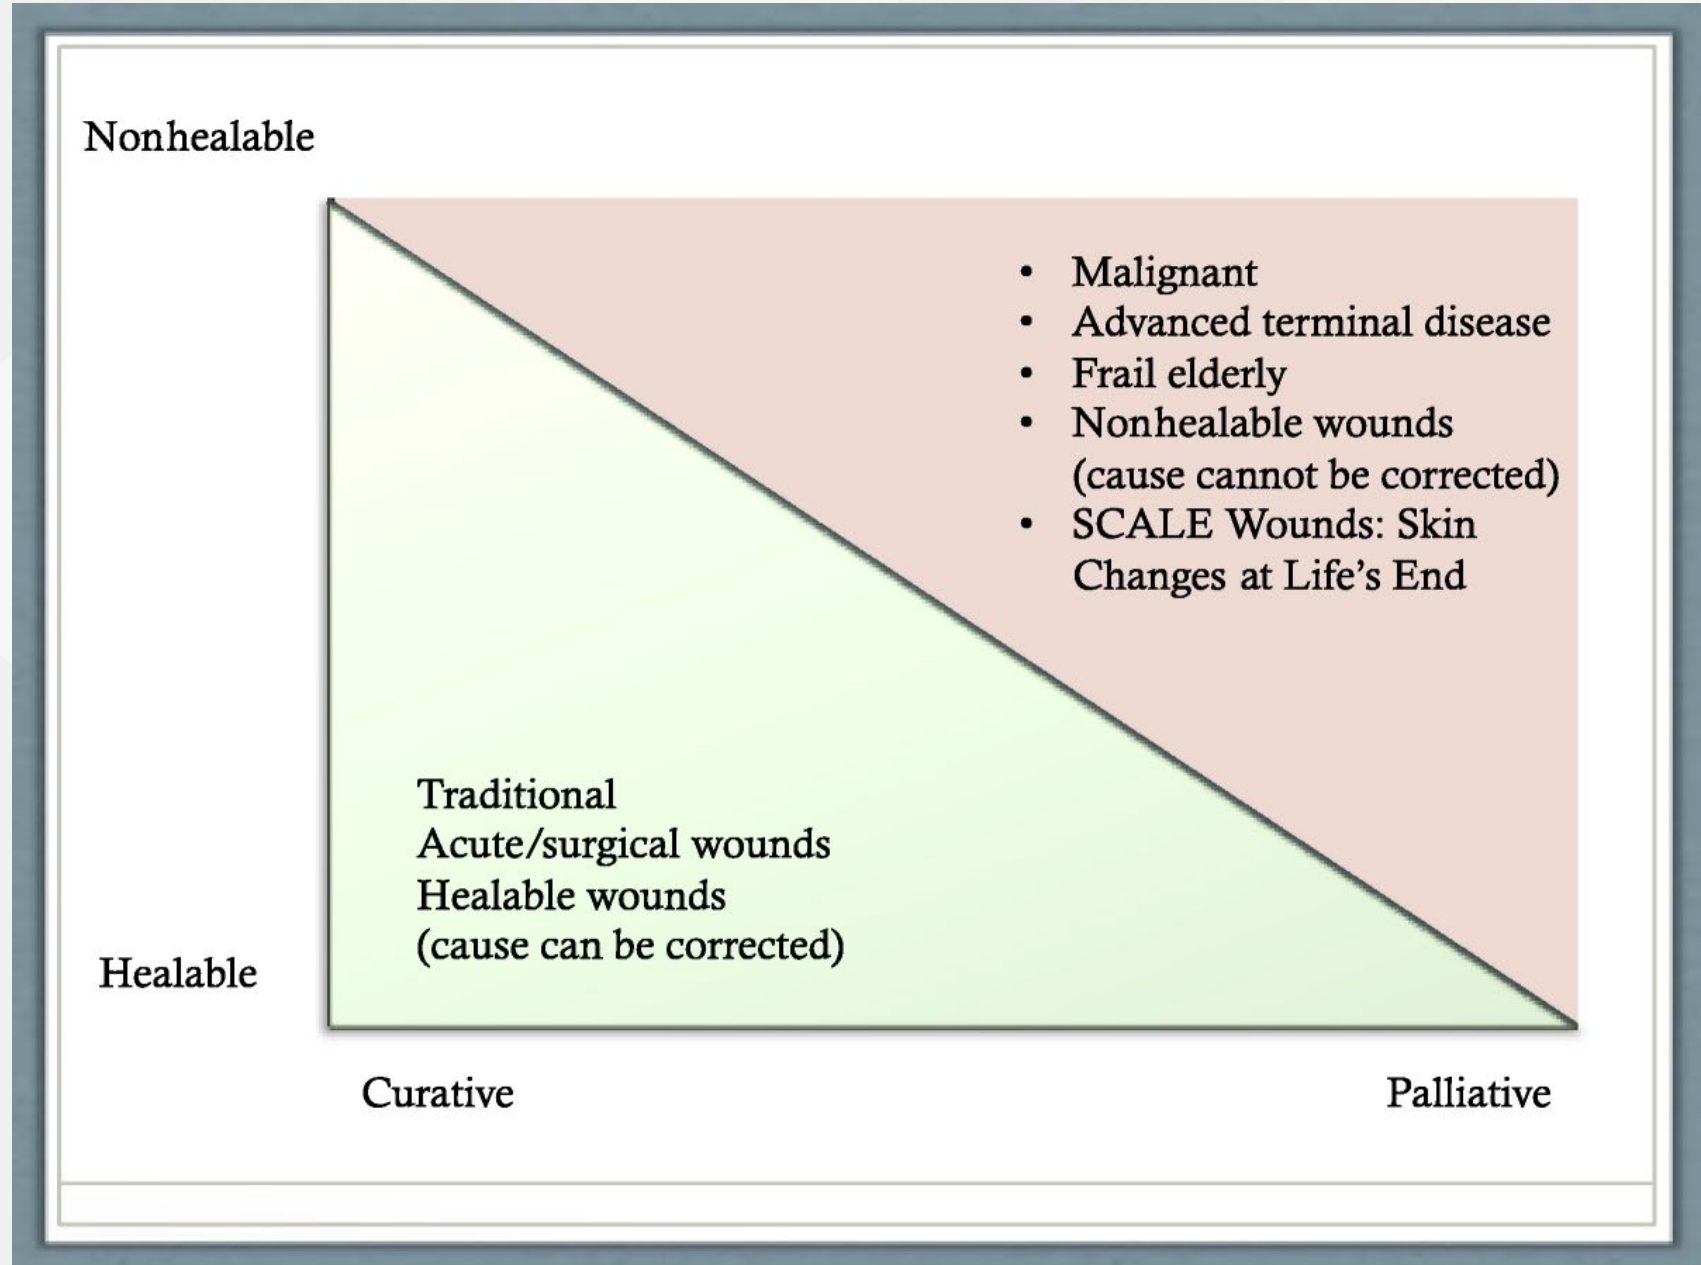 Nonhealable
• Malignant
• Advanced terminal disease
• Frail elderly
• Nonhealable wounds
(cause cannot be corrected)
• SCALE Wounds: Skin
Changes at Life's End
Traditional
Acute/surgical wounds
Healable wounds
(cause can be corrected)
Healable
Curative
Palliative